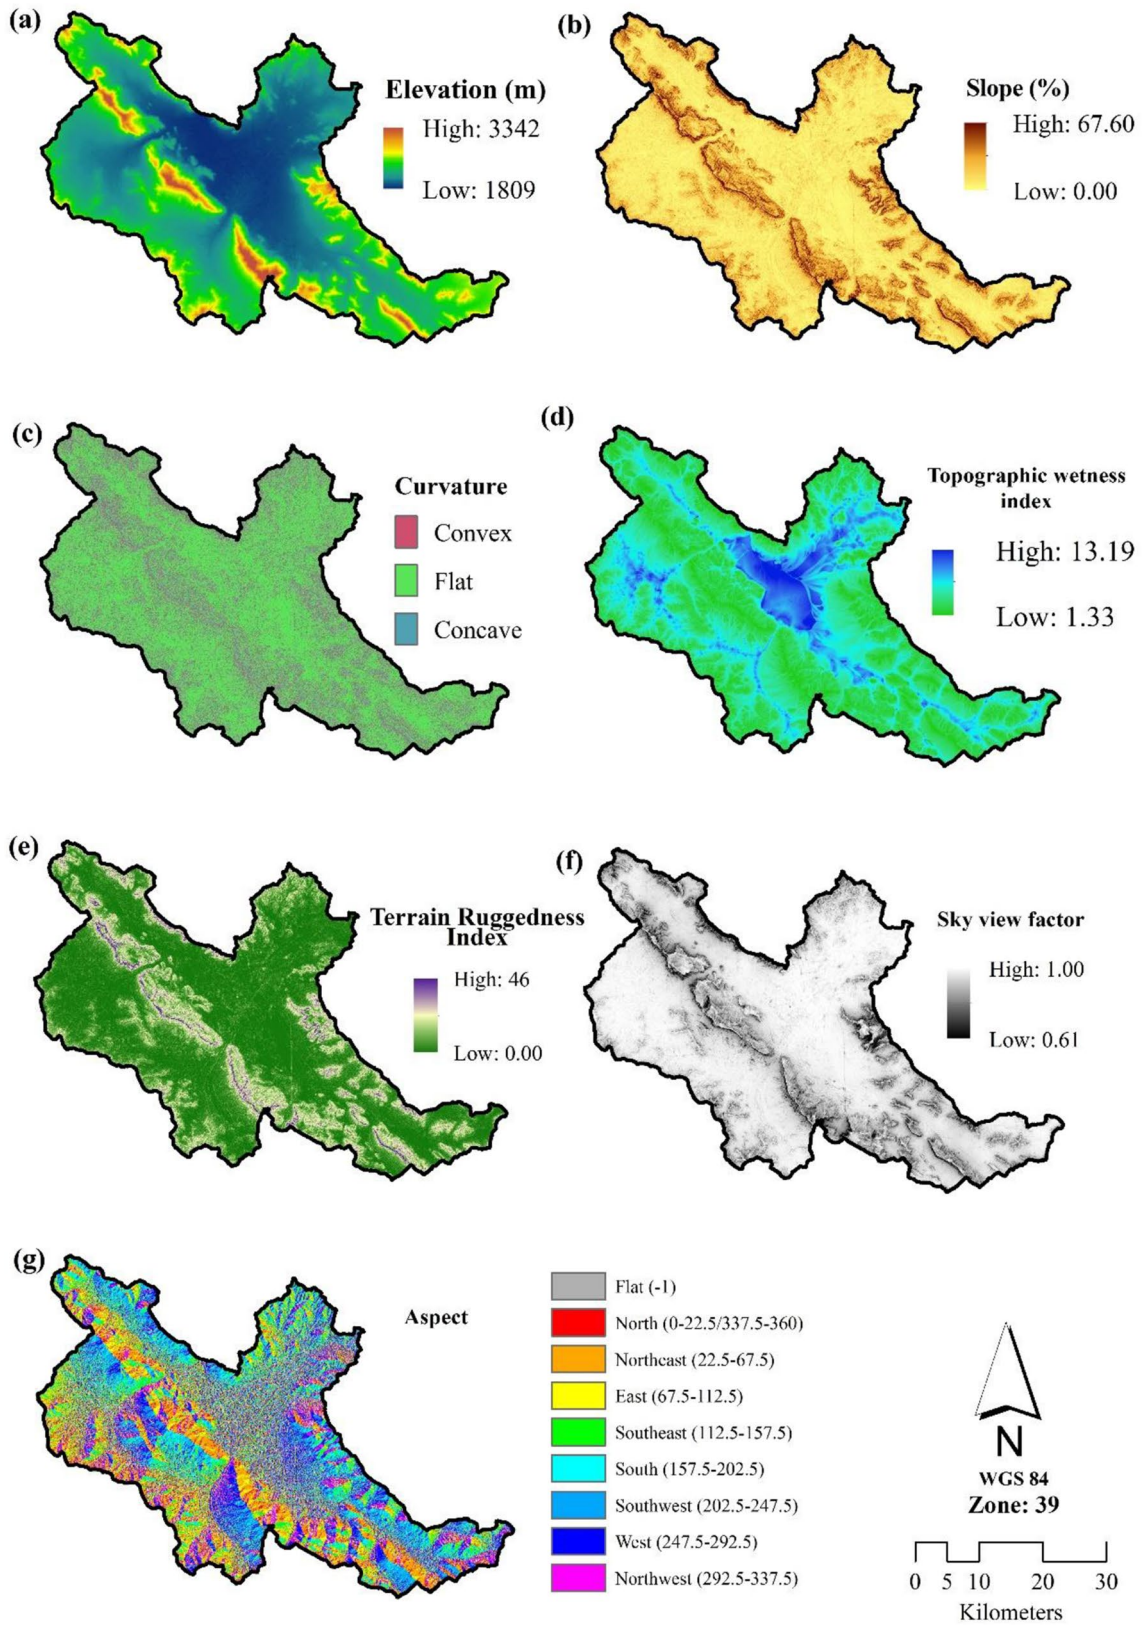 (a)
Elevation (m)
High: 3342
Low: 1809
(b)
Slope (%)
High: 67.60
Low: 0.00
(c)
Curvature
Convex
Flat
Concave
(d)
Topographic wetness
index
High: 13.19
Low: 1.33
(e)
Terrain Ruggedness
Index
High: 46
Low: 0.00
(f)
Sky view factor
High: 1.00
Low: 0.61
(g)
Aspect
Flat (-1)
North (0-22.5/337.5-360)
Northeast (22.5-67.5)
East (67.5-112.5)
Southeast (112.5-157.5)
South (157.5-202.5)
Southwest (202.5-247.5)
West (247.5-292.5)
Northwest (292.5-337.5)
N
WGS 84
Zone: 39
0 5 10 20 30
Kilometers